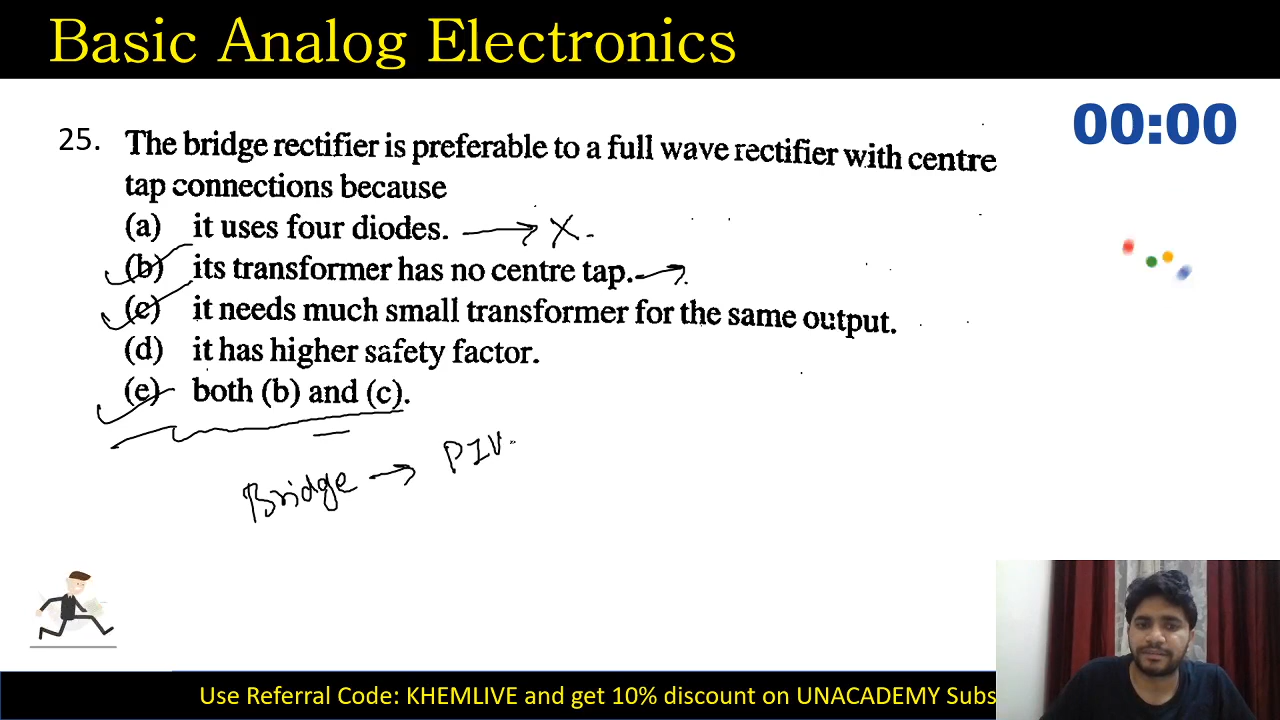 Basic Analog Electronics
00:00
25. The bridge rectifier is preferable to a full wave rectifier with centre
tap connections because
(a) it uses four diodes. → X.
(b) its transformer has no centre tap. →
(c) it needs much small transformer for the same output.
(d) it has higher safety factor.
(e) both (b) and (c).
Bridge → PIV
Use Referral Code: KHEMLIVE and get 10% discount on UNACADEMY Subs